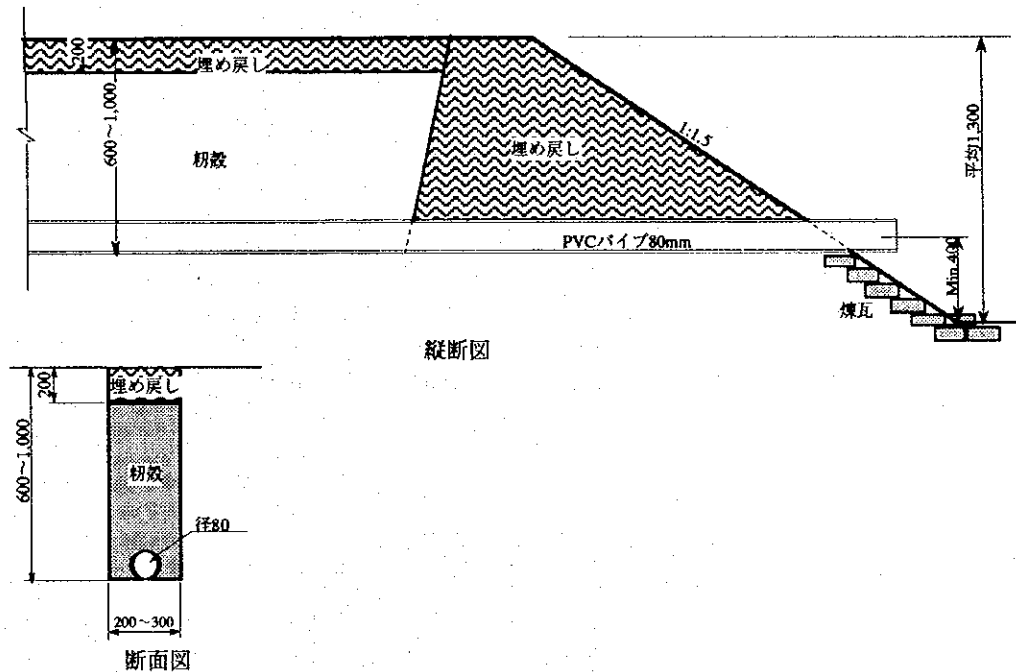 200
埋め戻し
600～1,000
籾殻
埋め戻し
1:1.5
平均1,300
PVCパイプ80mm
Min.400
煉瓦
縦断図
200
埋め戻し
600～1,000
籾殻
径80
200～300
断面図